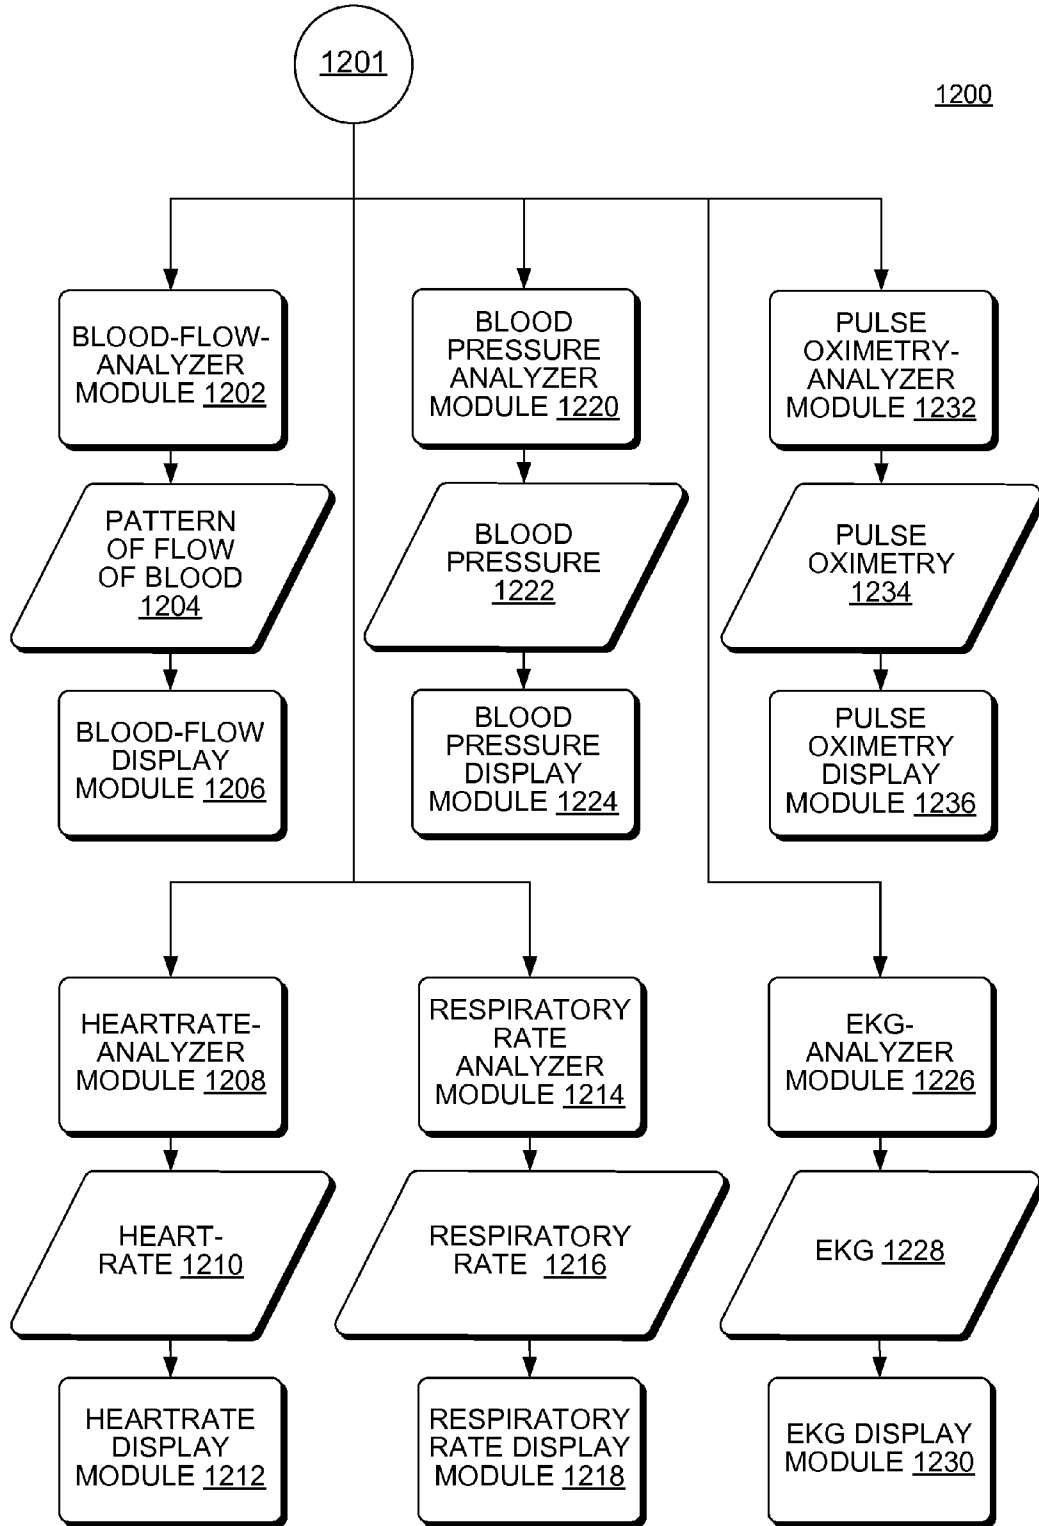 1201
1200
BLOOD-FLOW-
ANALYZER
MODULE 1202
BLOOD
PRESSURE
ANALYZER
MODULE 1220
PULSE
OXIMETRY-
ANALYZER
MODULE 1232
PATTERN
OF FLOW
OF BLOOD
1204
BLOOD
PRESSURE
1222
PULSE
OXIMETRY
1234
BLOOD-FLOW
DISPLAY
MODULE 1206
BLOOD
PRESSURE
DISPLAY
MODULE 1224
PULSE
OXIMETRY
DISPLAY
MODULE 1236
HEARTRATE-
ANALYZER
MODULE 1208
RESPIRATORY
RATE
ANALYZER
MODULE 1214
EKG-
ANALYZER
MODULE 1226
HEART-
RATE 1210
RESPIRATORY
RATE 1216
EKG 1228
HEARTRATE
DISPLAY
MODULE 1212
RESPIRATORY
RATE DISPLAY
MODULE 1218
EKG DISPLAY
MODULE 1230